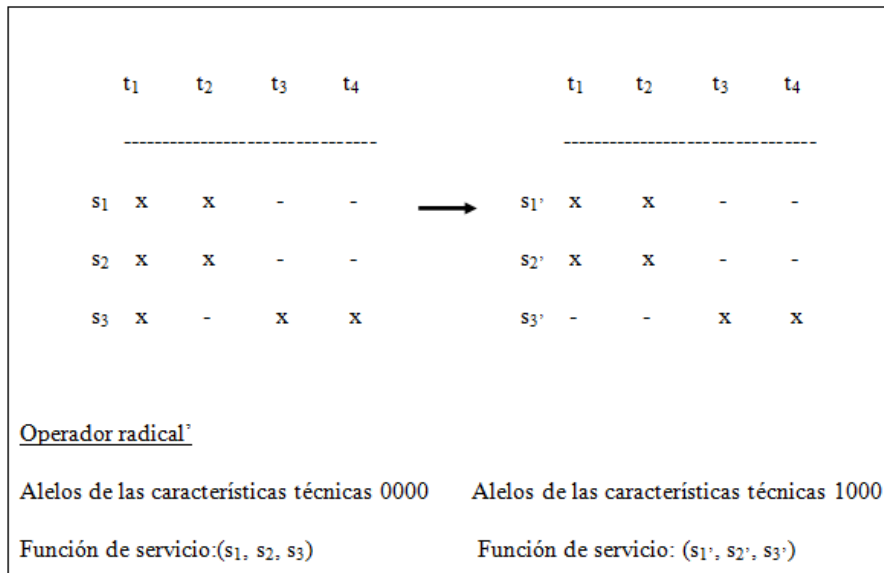 t1 t2 t3 t4 t1 t2 t3 t4
--------------------------------- ---------------------------------
s1 x x - - s1’ x x - -
s2 x x - - s2’ x x - -
s3 x - x x s3’ - - x x
Operador radical’
Alelos de las características técnicas 0000 Alelos de las características técnicas 1000
Función de servicio:(s1, s2, s3) Función de servicio: (s1’, s2’, s3’)